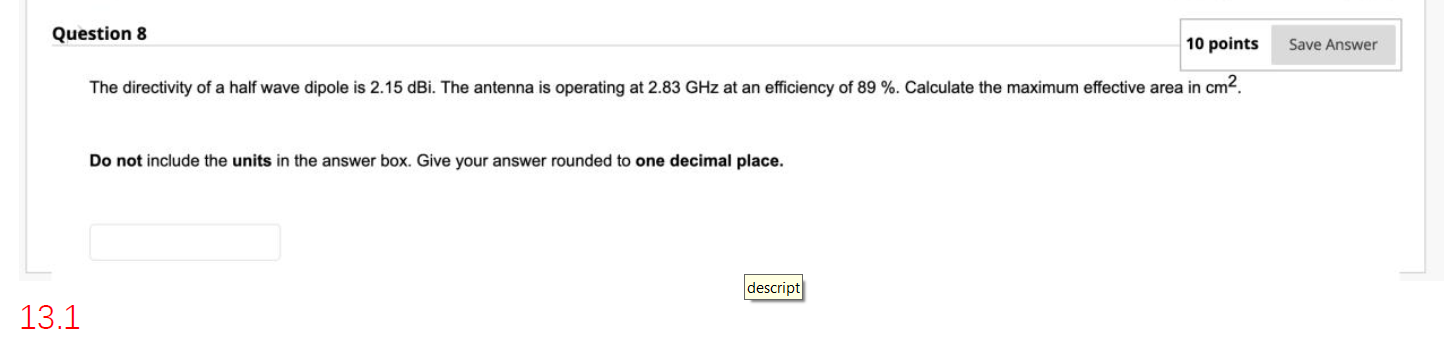 Question 8
10 points
Save Answer
The directivity of a half wave dipole is 2.15 dBi. The antenna is operating at 2.83 GHz at an efficiency of 89 %. Calculate the maximum effective area in cm².
Do not include the units in the answer box. Give your answer rounded to one decimal place.
descript
13.1